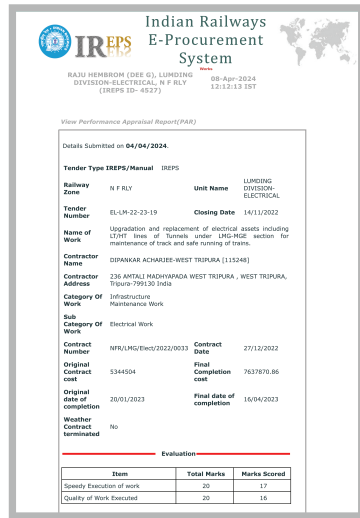 Indian Railways
E-Procurement
System
IREPS
Works
RAJU HEMBROM (DEE G), LUMDING
DIVISION-ELECTRICAL, N F RLY
(IREPS ID- 4527)
08-Apr-2024
12:12:13 IST
View Performance Appraisal Report(PAR)
Details Submitted on 04/04/2024.
Tender Type IREPS/Manual IREPS
Railway Zone N F RLY Unit Name LUMDING DIVISION- ELECTRICAL
Tender Number EL-LM-22-23-19 Closing Date 14/11/2022
Name of Work Upgradation and replacement of electrical assets including
LT/HT lines of Tunnels under LMG-MGE section for
maintenance of track and safe running of trains.
Contractor Name DIPANKAR ACHARJEE-WEST TRIPURA [115248]
Contractor Address 236 AMTALI MADHYAPADA WEST TRIPURA , WEST TRIPURA,
Tripura-799130 India
Category Of Work Infrastructure
Maintenance Work
Sub Category Of Work Electrical Work
Contract Number NFR/LMG/Elect/2022/0033 Contract Date 27/12/2022
Original Contract cost 5344504 Final Completion cost 7637870.86
Original date of completion 20/01/2023 Final date of completion 16/04/2023
Weather Contract terminated No
Evaluation
Item Total Marks Marks Scored
Speedy Execution of work 20 17
Quality of Work Executed 20 16